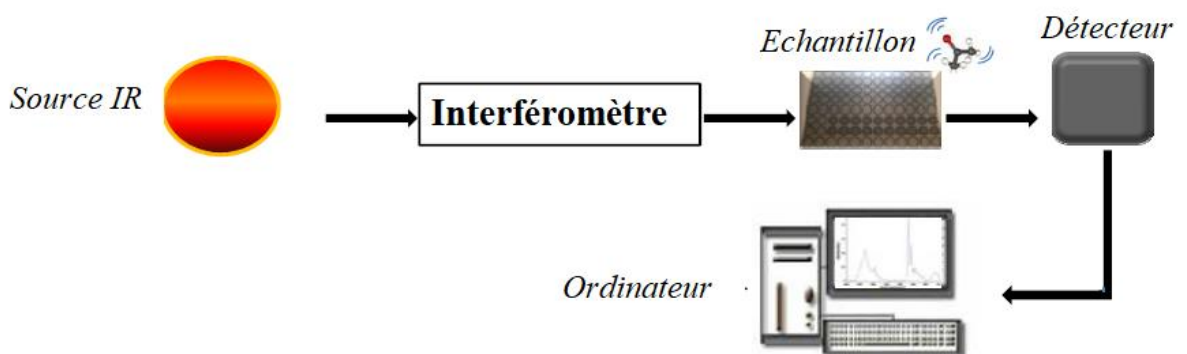 Source IR
Interféromètre
Echantillon
Détecteur
Ordinateur